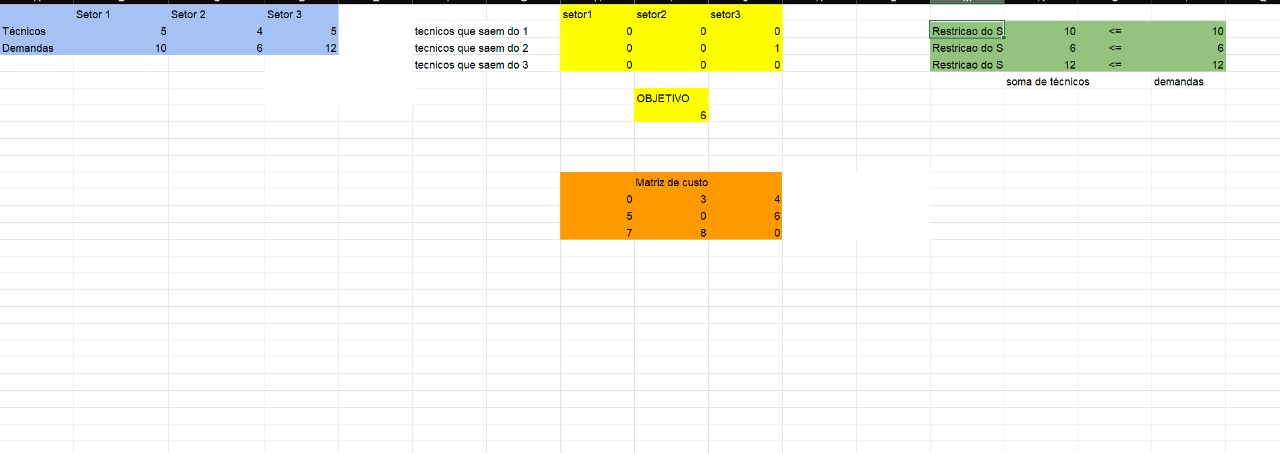 Setor 1 Setor 2 Setor 3 setor1 setor2 setor3
Técnicos 5 4 5 tecnicos que saem do 1 0 0 0 Restricao do S 10 <= 10
Demandas 10 6 12 tecnicos que saem do 2 0 0 1 Restricao do S 6 <= 6
tecnicos que saem do 3 0 0 0 Restricao do S 12 <= 12
soma de técnicos demandas
OBJETIVO
6
Matriz de custo
0 3 4
5 0 6
7 8 0